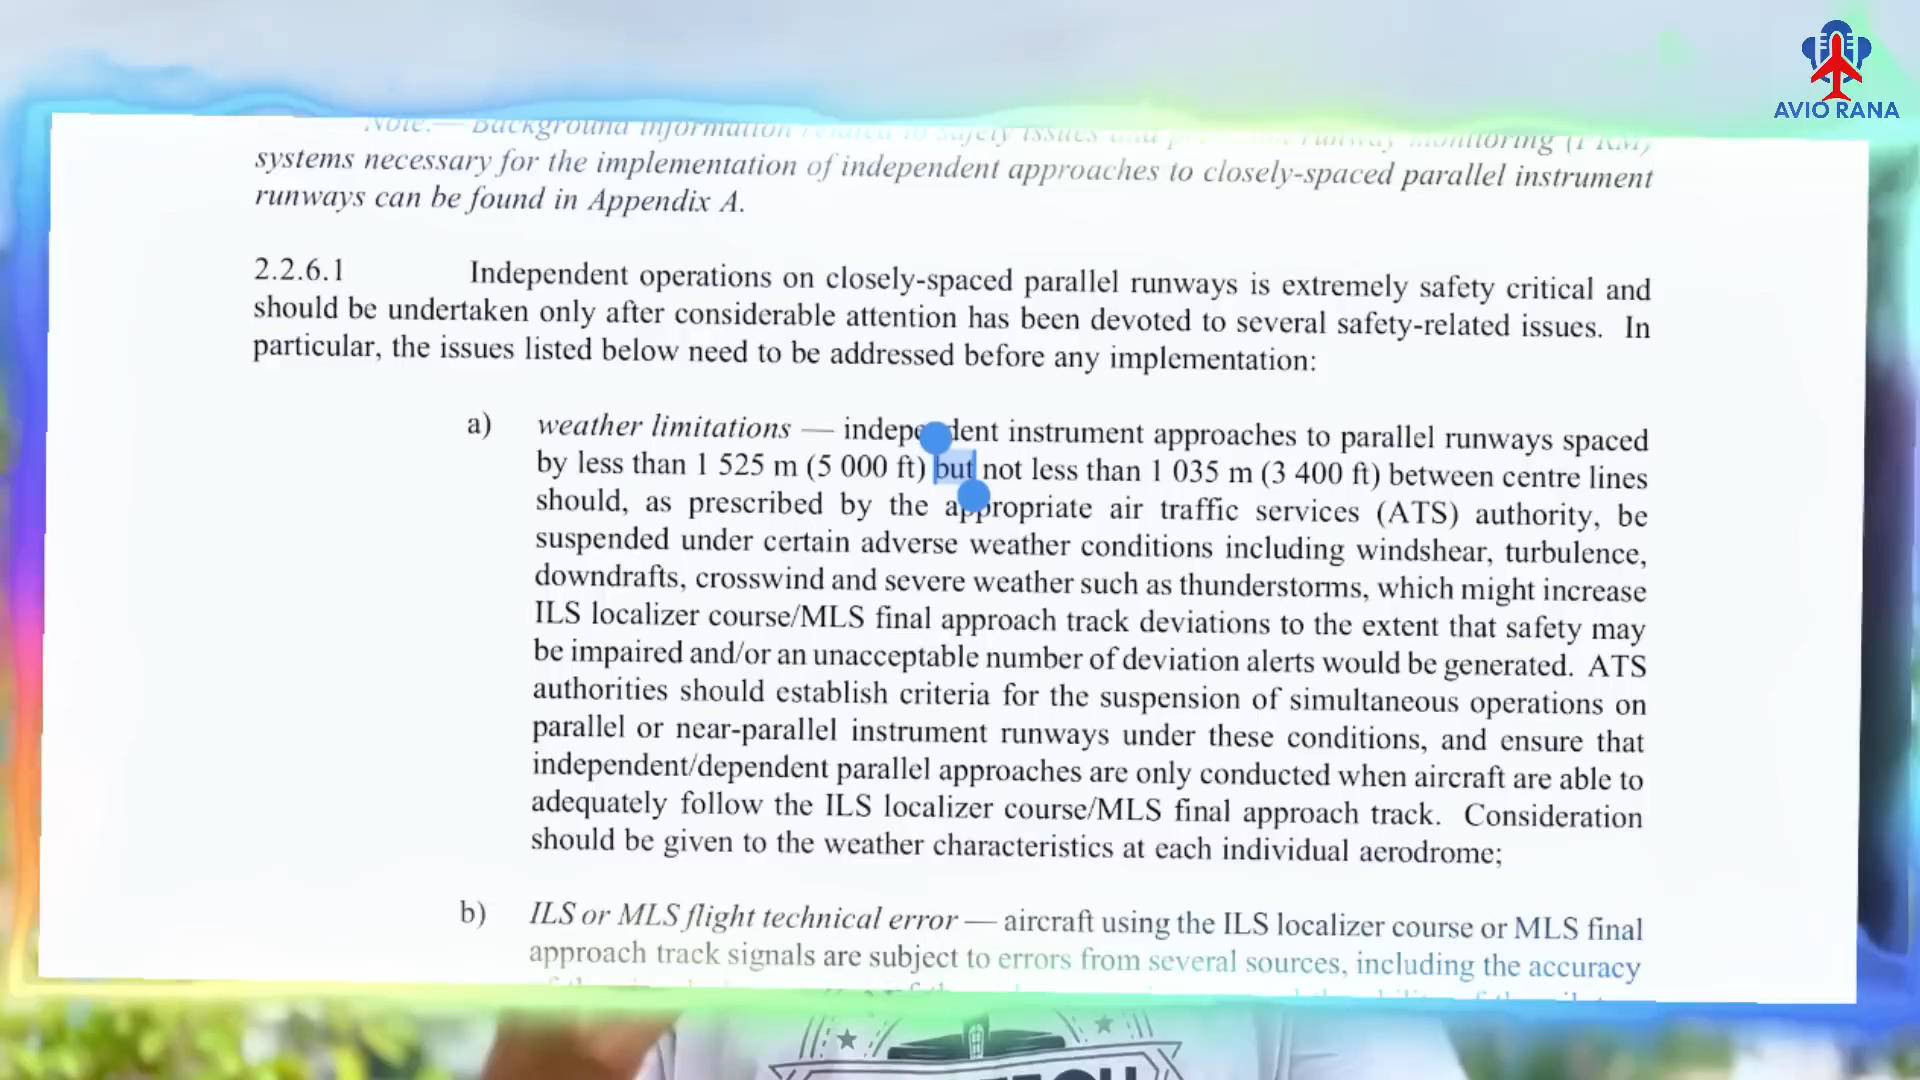 AVIO RANA
Note.— Background information related to safety issues and runway monitoring (PRM)
systems necessary for the implementation of independent approaches to closely-spaced parallel instrument
runways can be found in Appendix A.
2.2.6.1 Independent operations on closely-spaced parallel runways is extremely safety critical and
should be undertaken only after considerable attention has been devoted to several safety-related issues. In
particular, the issues listed below need to be addressed before any implementation:
a) weather limitations — independent instrument approaches to parallel runways spaced
by less than 1 525 m (5 000 ft) but not less than 1 035 m (3 400 ft) between centre lines
should, as prescribed by the appropriate air traffic services (ATS) authority, be
suspended under certain adverse weather conditions including windshear, turbulence,
downdrafts, crosswind and severe weather such as thunderstorms, which might increase
ILS localizer course/MLS final approach track deviations to the extent that safety may
be impaired and/or an unacceptable number of deviation alerts would be generated. ATS
authorities should establish criteria for the suspension of simultaneous operations on
parallel or near-parallel instrument runways under these conditions, and ensure that
independent/dependent parallel approaches are only conducted when aircraft are able to
adequately follow the ILS localizer course/MLS final approach track. Consideration
should be given to the weather characteristics at each individual aerodrome;
b) ILS or MLS flight technical error — aircraft using the ILS localizer course or MLS final
approach track signals are subject to errors from several sources, including the accuracy